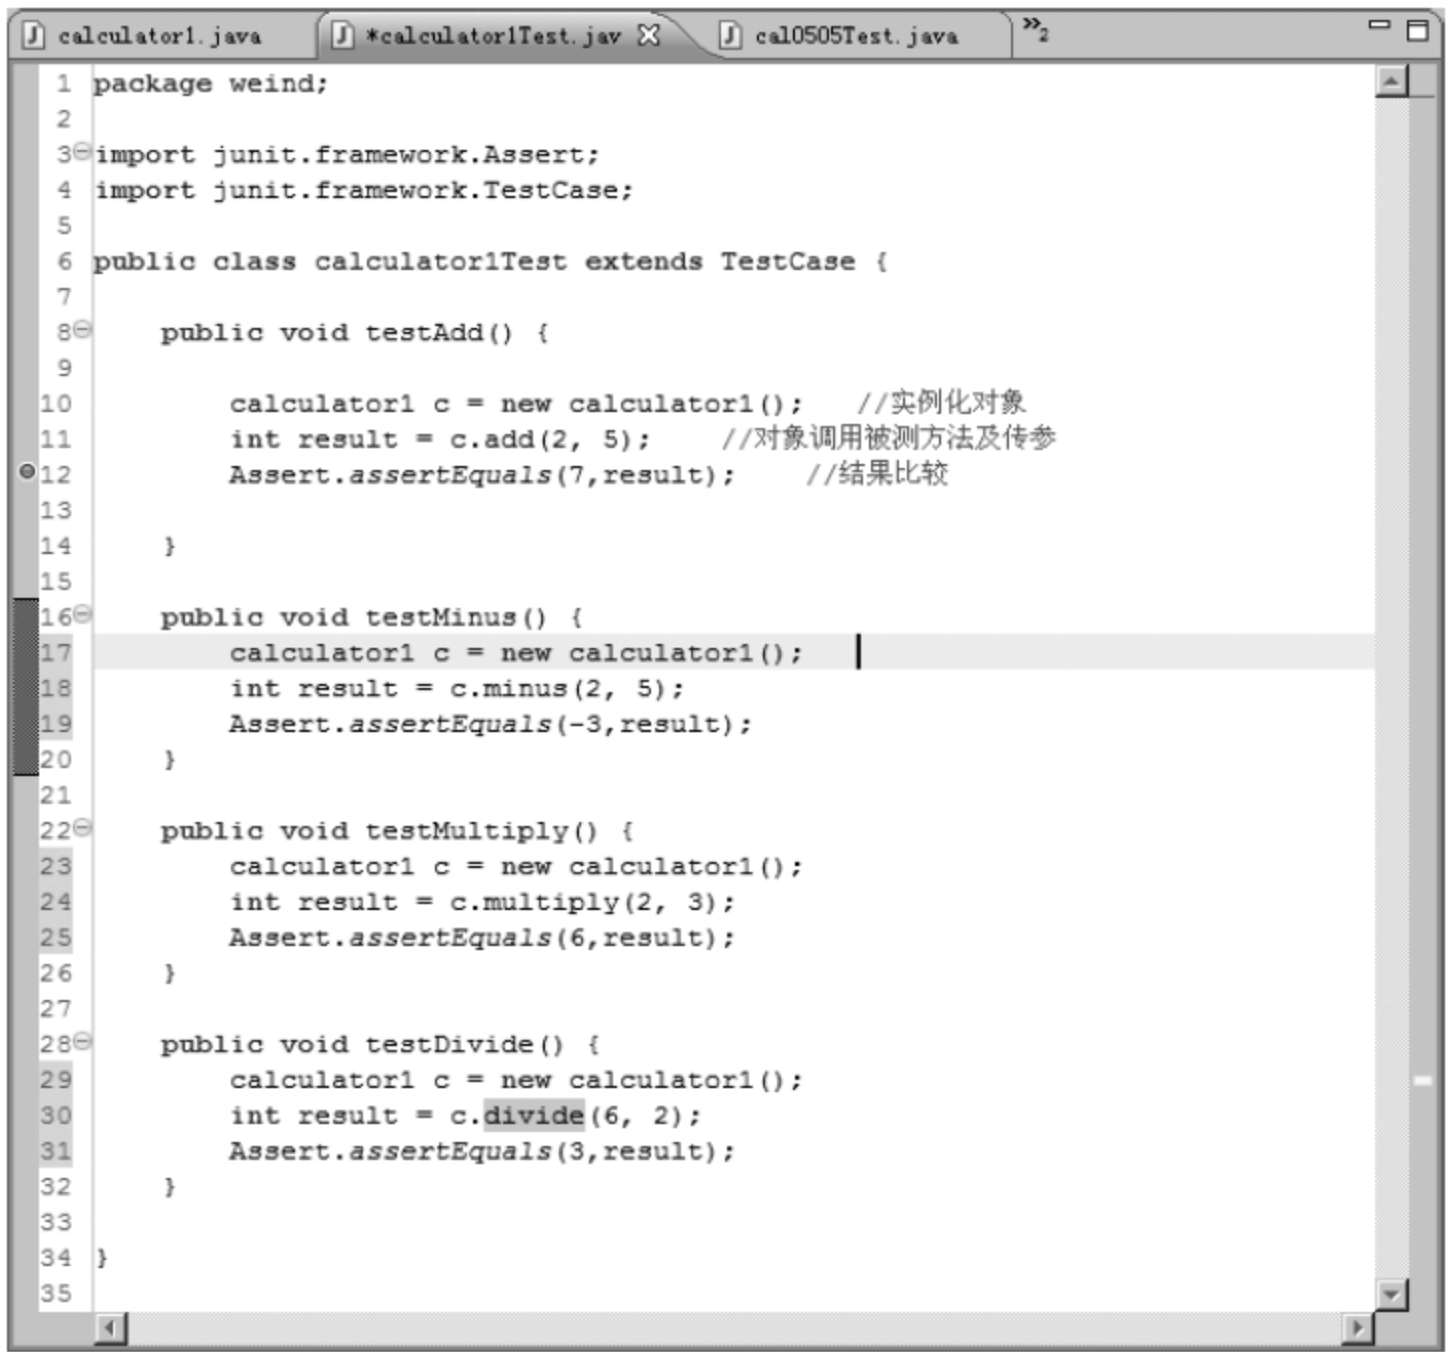 calculator1.java *calculator1Test.jav cal0505Test.java »2
1 package weind;
2
3 import junit.framework.Assert;
4 import junit.framework.TestCase;
5
6 public class calculator1Test extends TestCase {
7
8 public void testAdd() {
9
10 calculator1 c = new calculator1(); //实例化对象
11 int result = c.add(2, 5); //对象调用被测方法及传参
12 Assert.assertEquals(7,result); //结果比较
13
14 }
15
16 public void testMinus() {
17 calculator1 c = new calculator1();
18 int result = c.minus(2, 5);
19 Assert.assertEquals(-3,result);
20 }
21
22 public void testMultiply() {
23 calculator1 c = new calculator1();
24 int result = c.multiply(2, 3);
25 Assert.assertEquals(6,result);
26 }
27
28 public void testDivide() {
29 calculator1 c = new calculator1();
30 int result = c.divide(6, 2);
31 Assert.assertEquals(3,result);
32 }
33
34 }
35